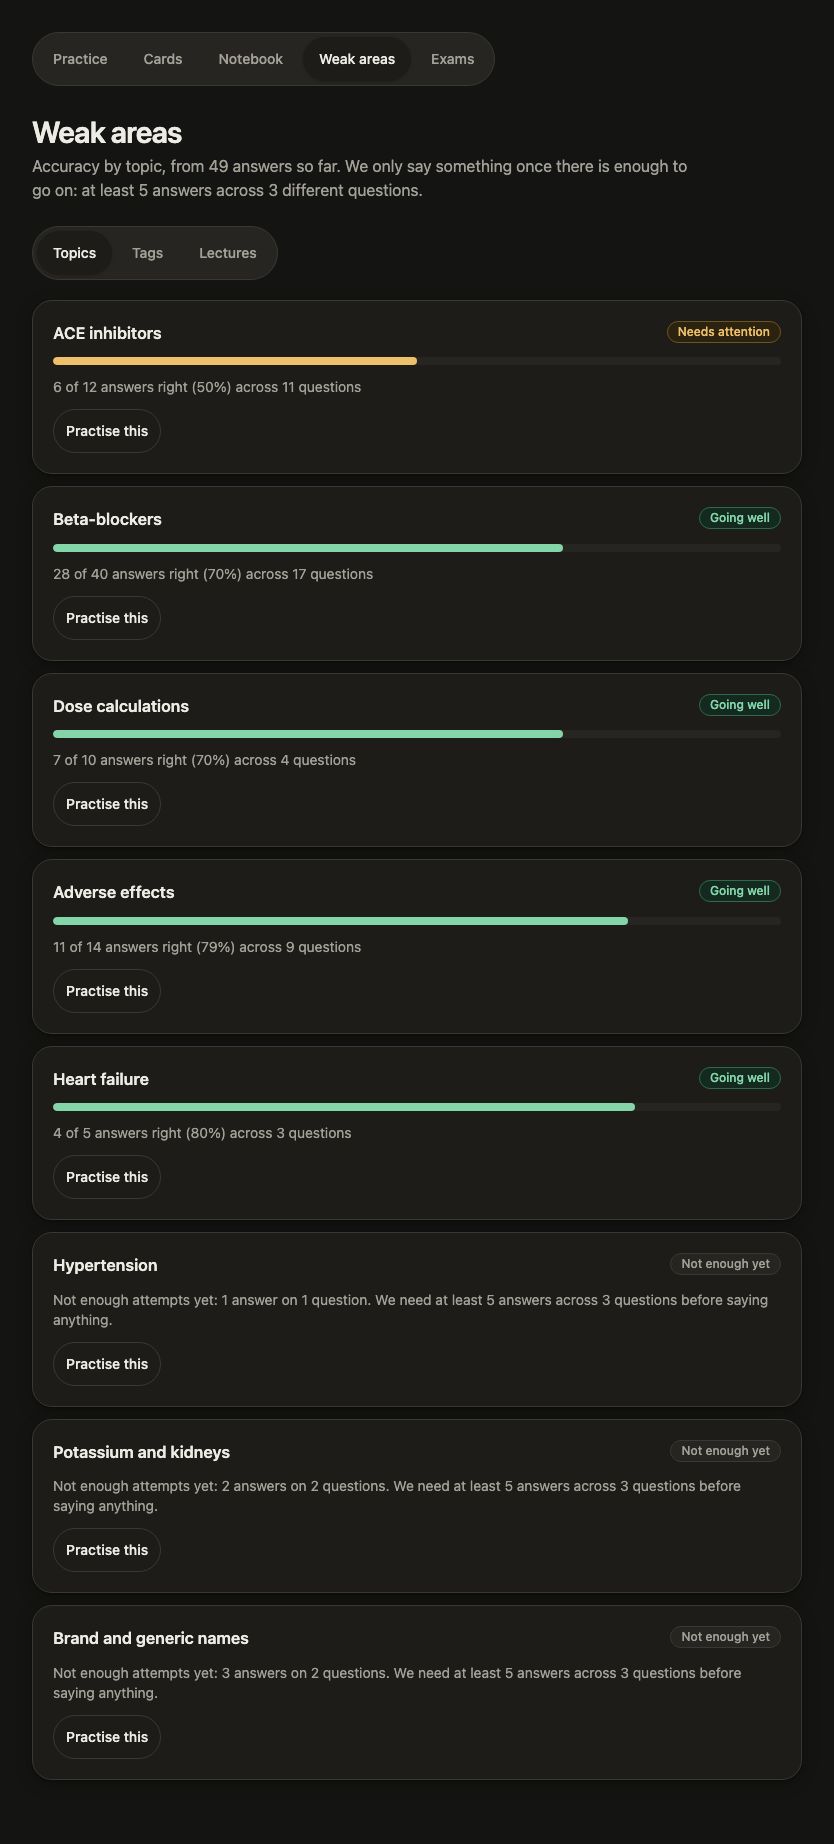 Practice
Cards
Notebook
Weak areas
Exams
Weak areas
Accuracy by topic, from 49 answers so far. We only say something once there is enough to
go on: at least 5 answers across 3 different questions.
Topics
Tags
Lectures
ACE inhibitors
Needs attention
6 of 12 answers right (50%) across 11 questions
Practise this
Beta-blockers
Going well
28 of 40 answers right (70%) across 17 questions
Practise this
Dose calculations
Going well
7 of 10 answers right (70%) across 4 questions
Practise this
Adverse effects
Going well
11 of 14 answers right (79%) across 9 questions
Practise this
Heart failure
Going well
4 of 5 answers right (80%) across 3 questions
Practise this
Hypertension
Not enough yet
Not enough attempts yet: 1 answer on 1 question. We need at least 5 answers across 3 questions before saying
anything.
Practise this
Potassium and kidneys
Not enough yet
Not enough attempts yet: 2 answers on 2 questions. We need at least 5 answers across 3 questions before
saying anything.
Practise this
Brand and generic names
Not enough yet
Not enough attempts yet: 3 answers on 2 questions. We need at least 5 answers across 3 questions before
saying anything.
Practise this